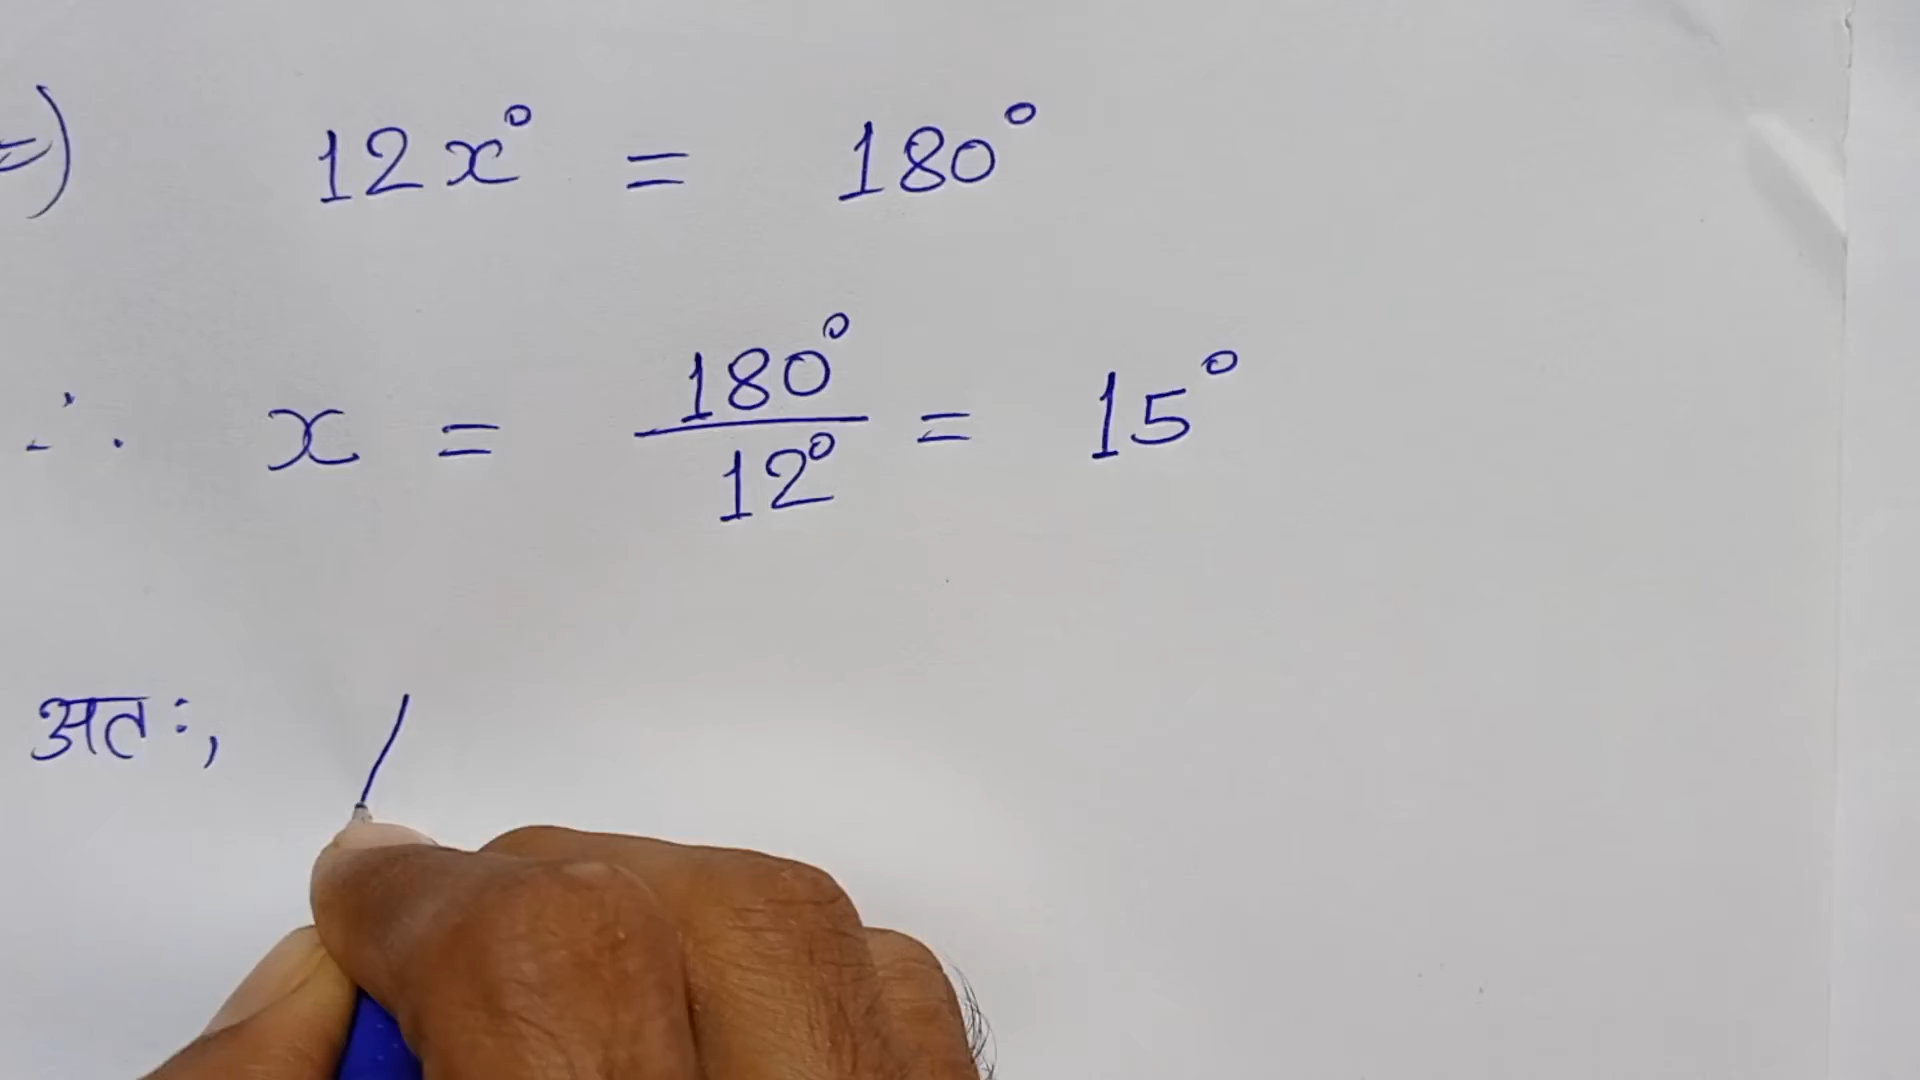 =) 12x° = 180°
∴ x = 180°/12° = 15°
अतः,